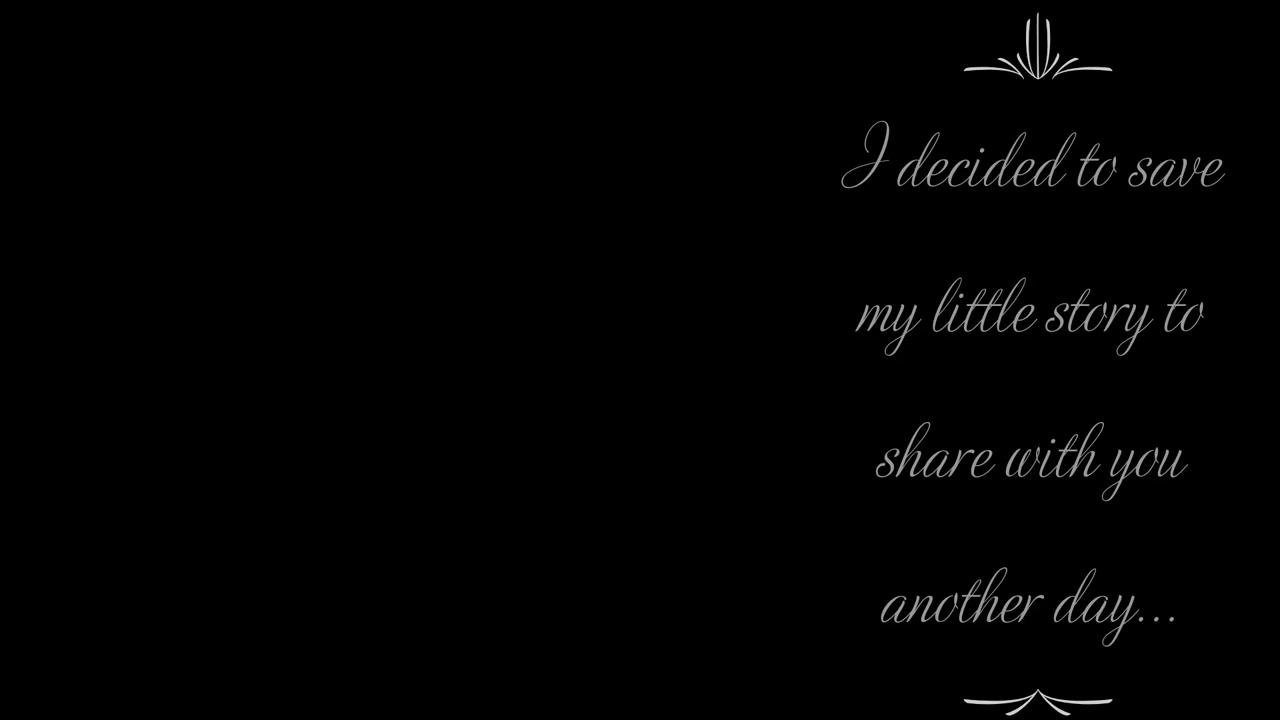 I decided to save
my little story to
share with you
another day...